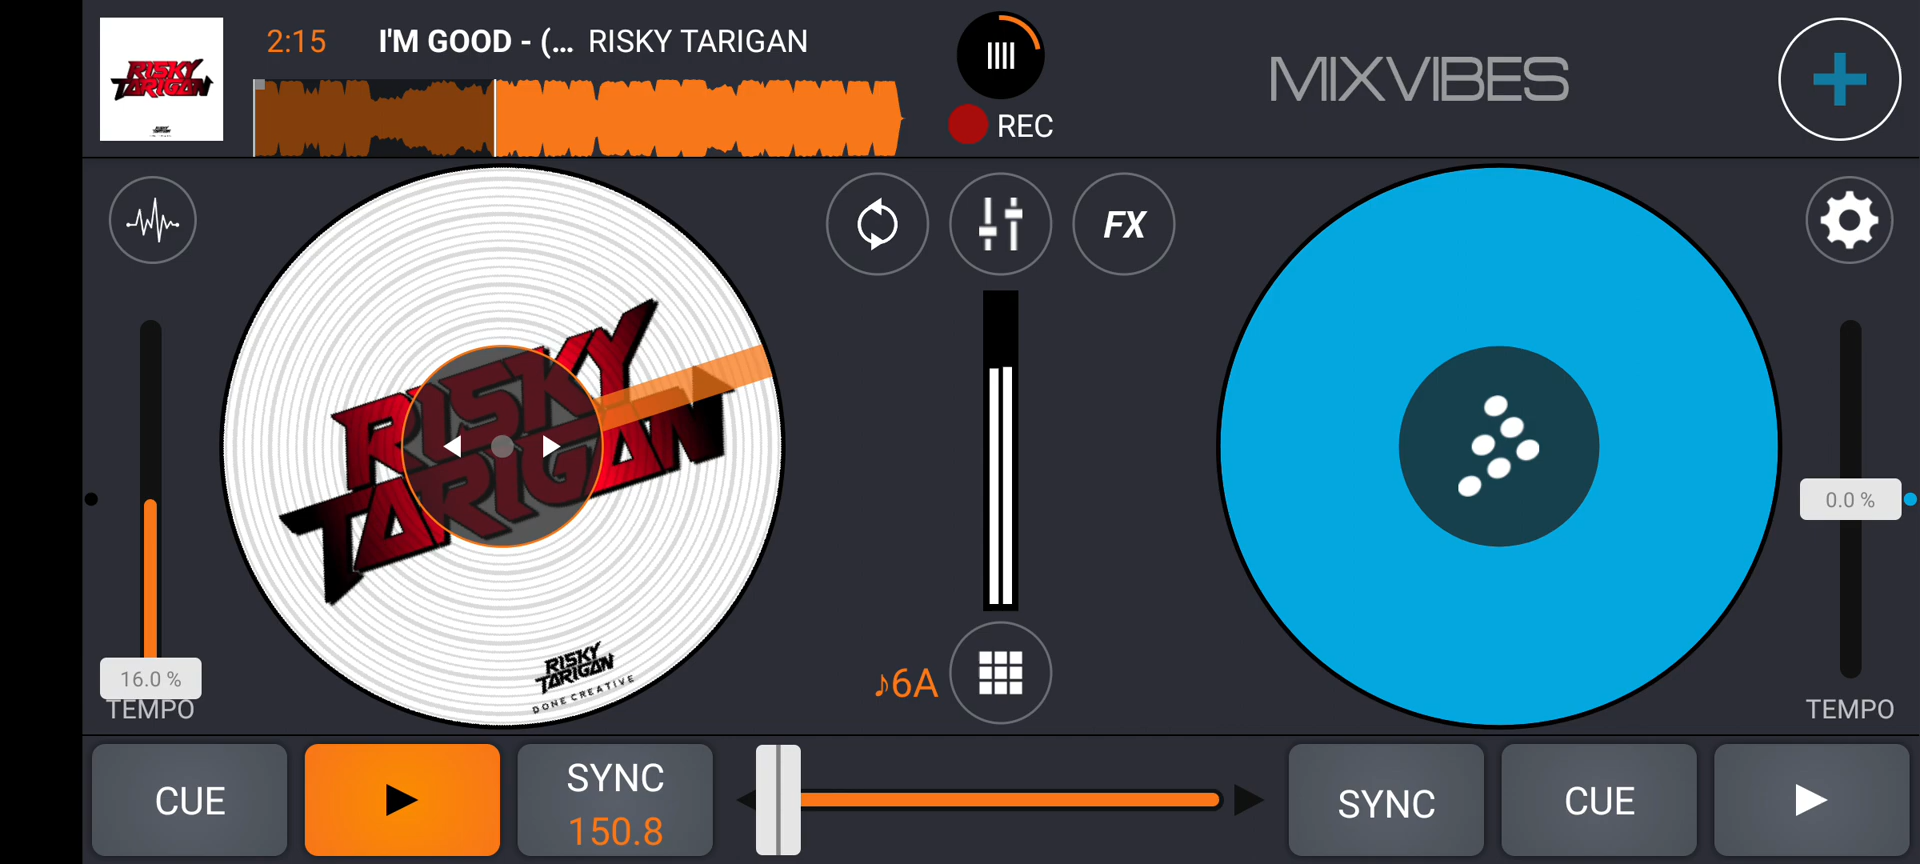 RISKY
TARIGAN
2:15 I'M GOOD - (... RISKY TARIGAN
REC
MIXVIBES
FX
RISKY
TARIGAN
RISKY
TARIGAN
DONE CREATIVE
16.0 %
TEMPO
♪6A
0.0 %
TEMPO
CUE
SYNC
150.8
SYNC
CUE